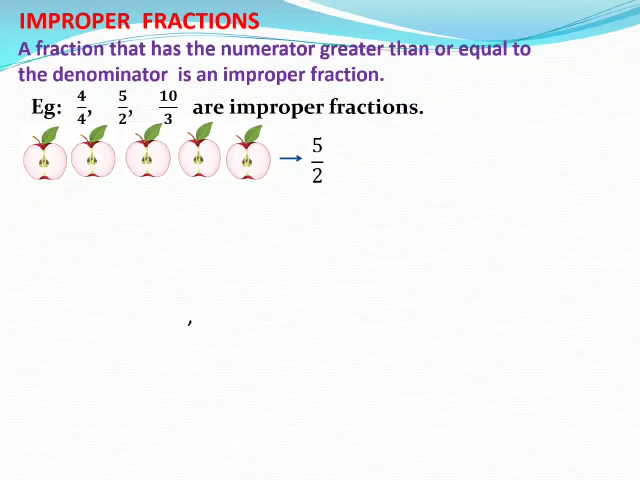 IMPROPER FRACTIONS
A fraction that has the numerator greater than or equal to
the denominator is an improper fraction.
Eg: 4/4, 5/2, 10/3 are improper fractions.
→ 5/2
,